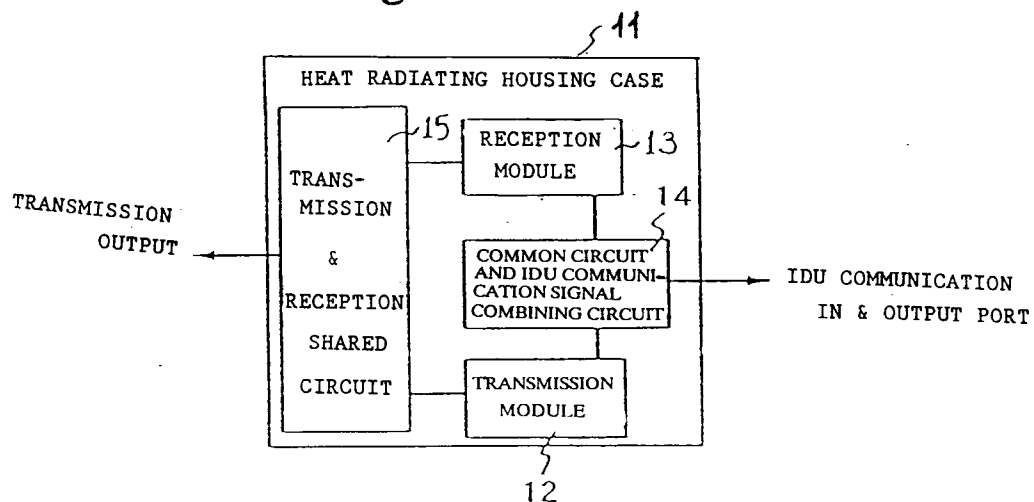 11
HEAT RADIATING HOUSING CASE
15
TRANS-
MISSION
&
RECEPTION
SHARED
CIRCUIT
RECEPTION
MODULE
13
14
COMMON CIRCUIT
AND IDU COMMUNI-
CATION SIGNAL
COMBINING CIRCUIT
TRANSMISSION
MODULE
12
TRANSMISSION
OUTPUT
IDU COMMUNICATION
IN & OUTPUT PORT